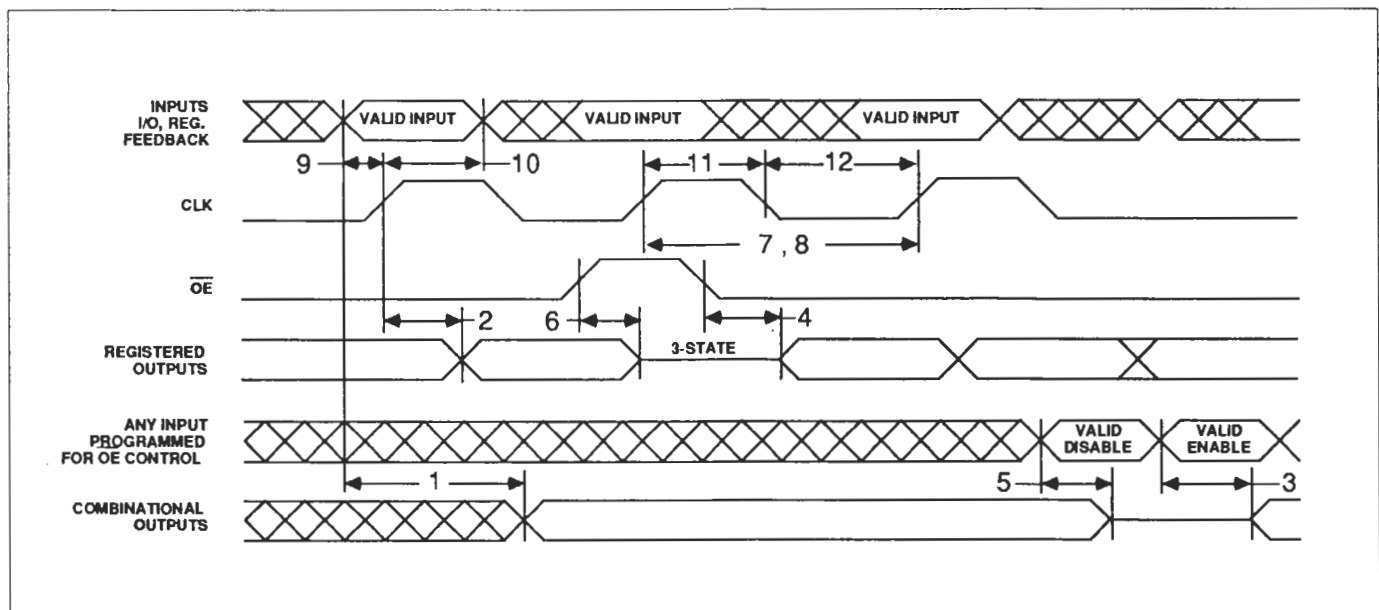 INPUTS
I/O, REG.
FEEDBACK
VALID INPUT
VALID INPUT
VALID INPUT
9
10
11
12
CLK
7 , 8
OE
2
6
4
REGISTERED
OUTPUTS
3-STATE
ANY INPUT
PROGRAMMED
FOR OE CONTROL
VALID
DISABLE
VALID
ENABLE
1
5
3
COMBINATIONAL
OUTPUTS